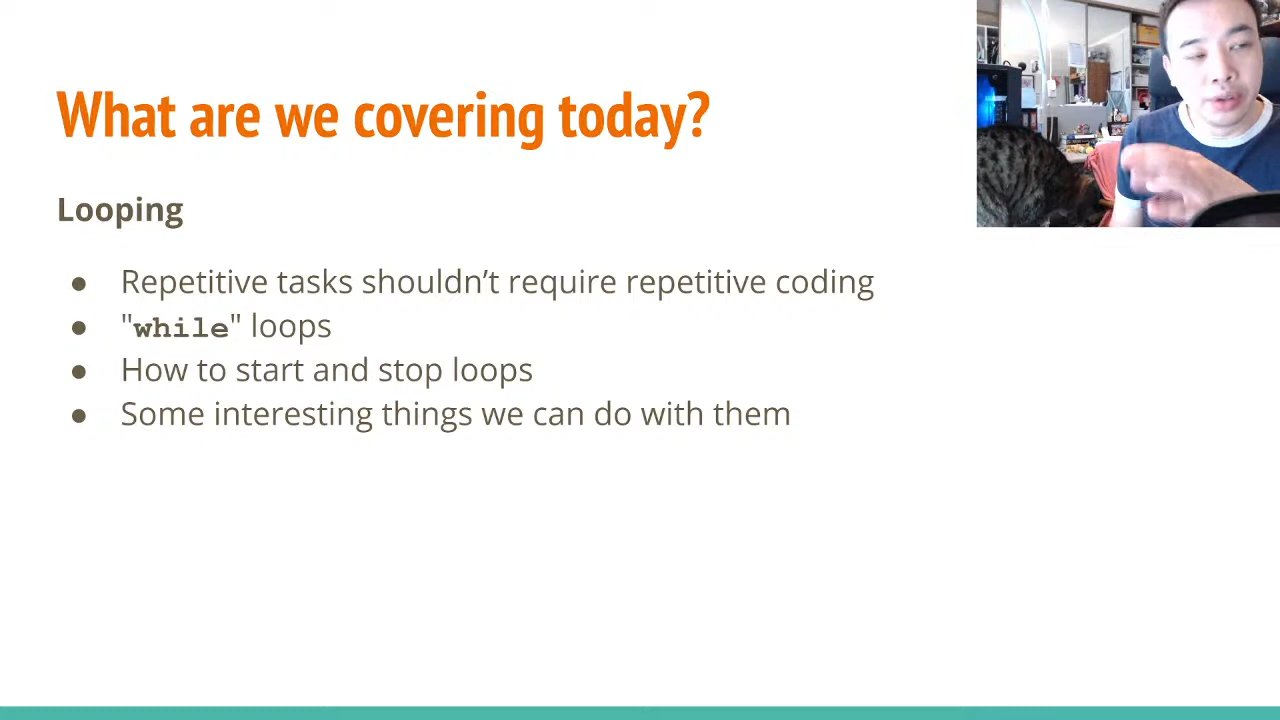 What are we covering today?
Looping
● Repetitive tasks shouldn’t require repetitive coding
● "while" loops
● How to start and stop loops
● Some interesting things we can do with them